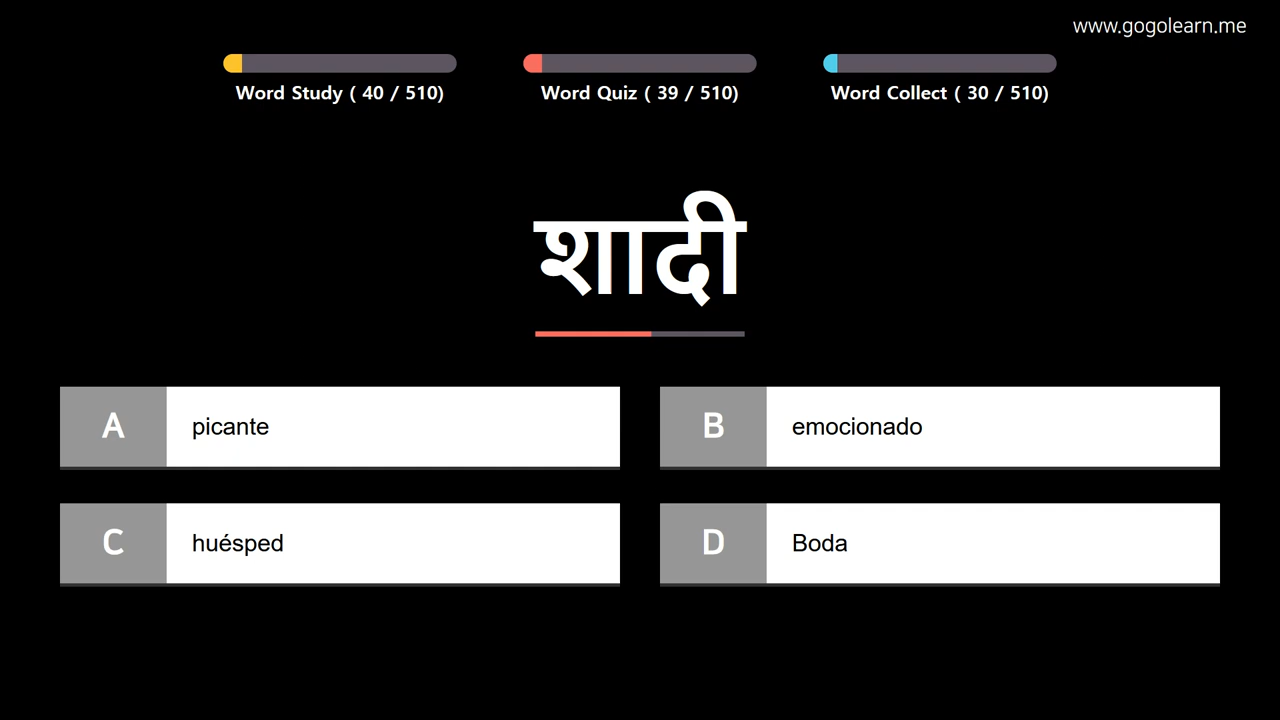 www.gogolearn.me
Word Study ( 40 / 510)
Word Quiz ( 39 / 510)
Word Collect ( 30 / 510)
शादी
A picante
B emocionado
C huésped
D Boda